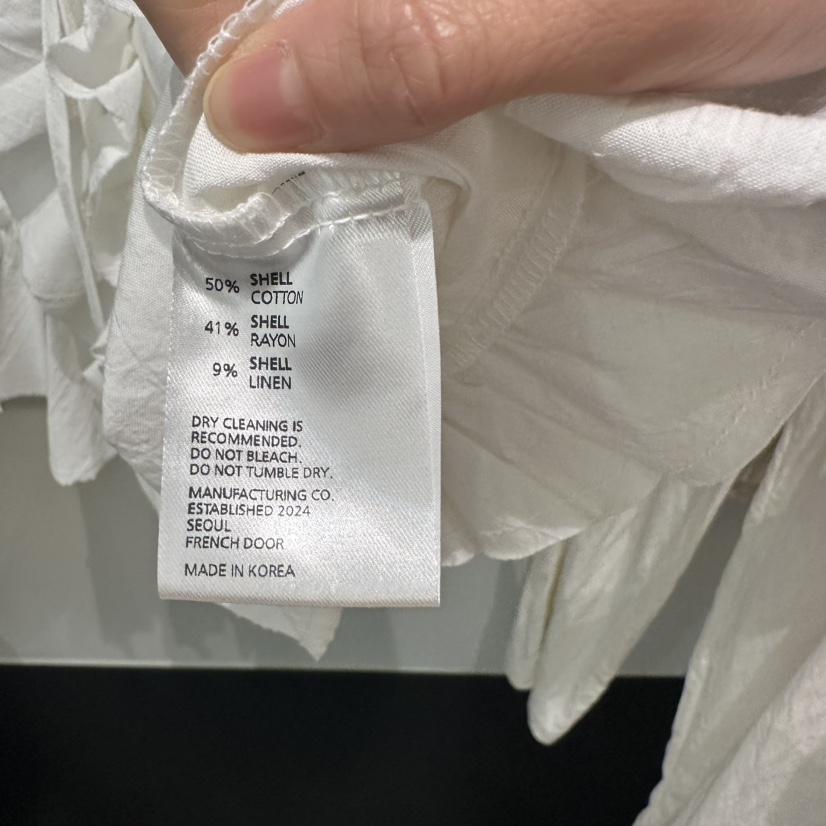 50% SHELL
COTTON
41% SHELL
RAYON
9% SHELL
LINEN
DRY CLEANING IS
RECOMMENDED.
DO NOT BLEACH.
DO NOT TUMBLE DRY.
MANUFACTURING CO.
ESTABLISHED 2024
SEOUL
FRENCH DOOR
MADE IN KOREA